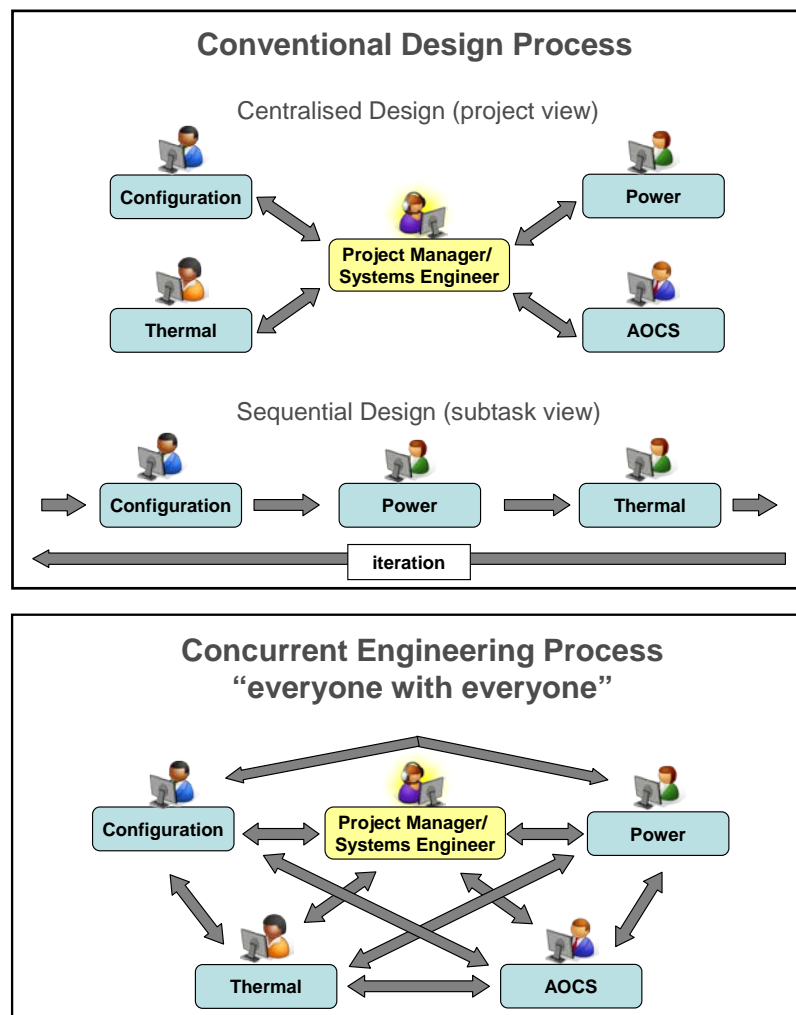 Conventional Design Process
Centralised Design (project view)
Configuration
Power
Project Manager/
Systems Engineer
Thermal
AOCS
Sequential Design (subtask view)
Configuration
Power
Thermal
iteration
Concurrent Engineering Process
“everyone with everyone”
Configuration
Project Manager/
Systems Engineer
Power
Thermal
AOCS